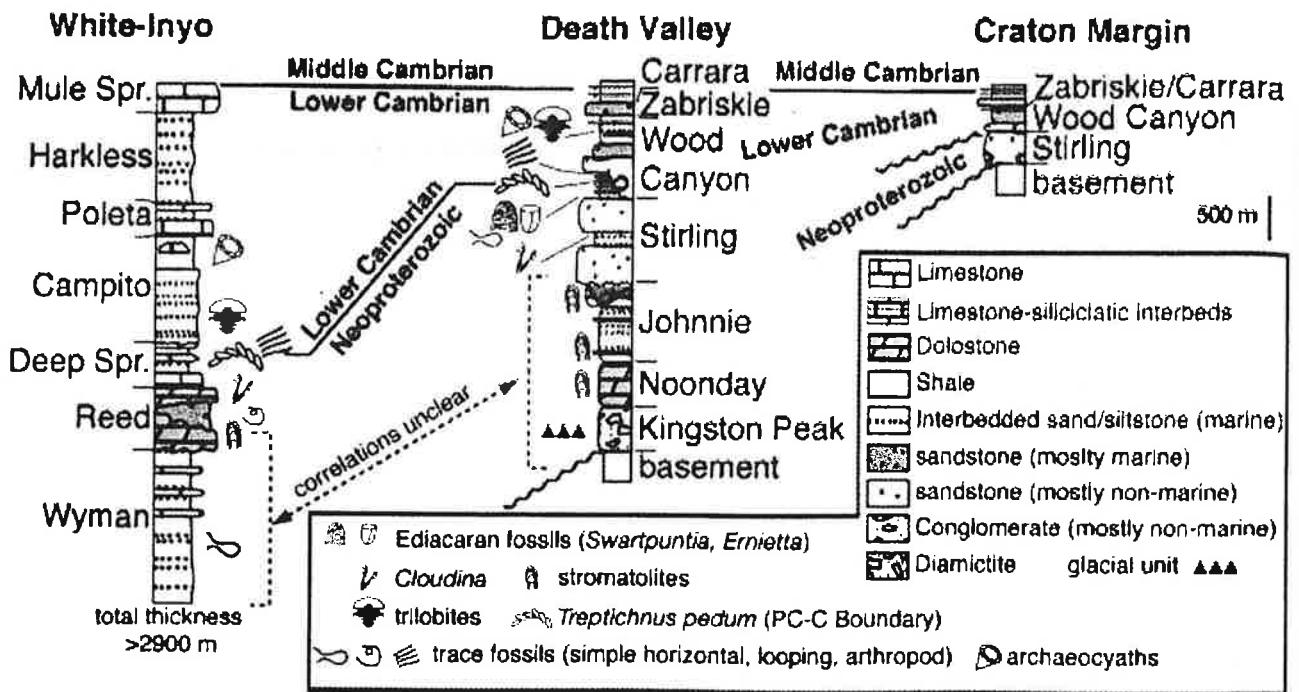 White-Inyo
Death Valley
Craton Margin
Middle Cambrian
Lower Cambrian
Middle Cambrian
Lower Cambrian
Neoproterozoic
Lower Cambrian
Neoproterozoic
Mule Spr.
Harkless
Poleta
Campito
Deep Spr.
Reed
Wyman
total thickness
>2900 m
correlations unclear
Carrara
Zabriskie
Wood
Canyon
Stirling
Johnnie
Noonday
Kingston Peak
basement
Zabriskie/Carrara
Wood Canyon
Stirling
basement
500 m
Limestone
Limestone-siliciclatic interbeds
Dolostone
Shale
Interbedded sand/siltstone (marine)
sandstone (moslty marine)
sandstone (mostly non-marine)
Conglomerate (mostly non-marine)
Diamictite glacial unit
Ediacaran fossils (Swartpuntia, Ernietta)
Cloudina stromatolites
trilobites Treptichnus pedum (PC-C Boundary)
trace fossils (simple horizontal, looping, arthropod) archaeocyaths